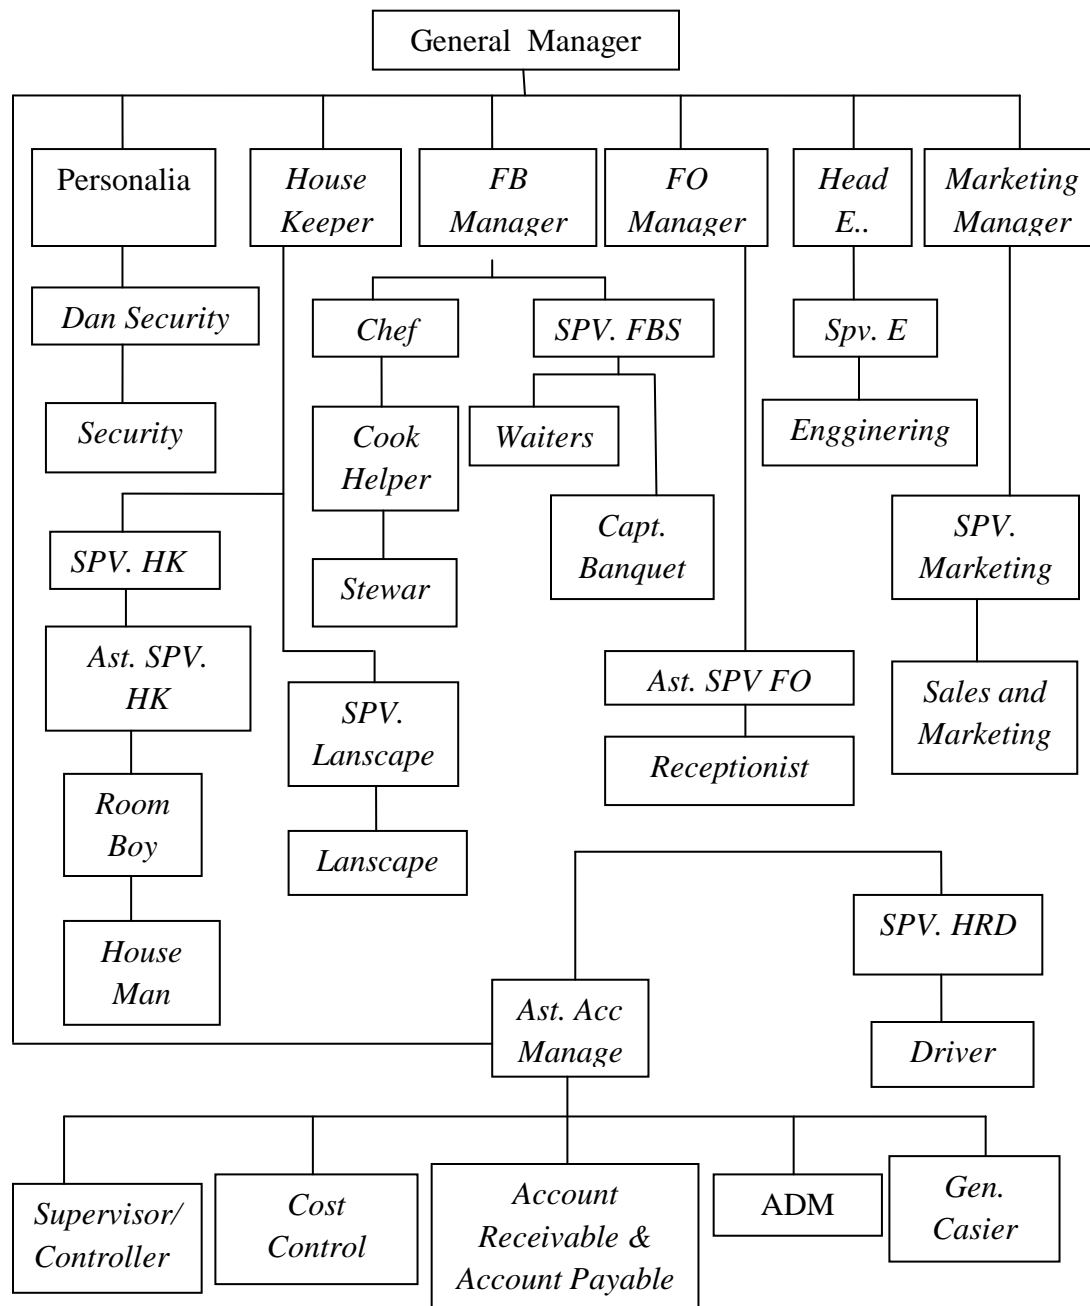 General Manager
Personalia
House
Keeper
FB
Manager
FO
Manager
Head
E..
Marketing
Manager
Dan Security
Chef
SPV. FBS
Spv. E
Security
Cook
Helper
Waiters
Engginering
SPV. HK
Stewar
Capt.
Banquet
SPV.
Marketing
Ast. SPV.
HK
SPV.
Lanscape
Ast. SPV FO
Sales and
Marketing
Receptionist
Room
Boy
Lanscape
House
Man
SPV. HRD
Ast. Acc
Manage
Driver
Supervisor/
Controller
Cost
Control
Account
Receivable &
Account Payable
ADM
Gen.
Casier